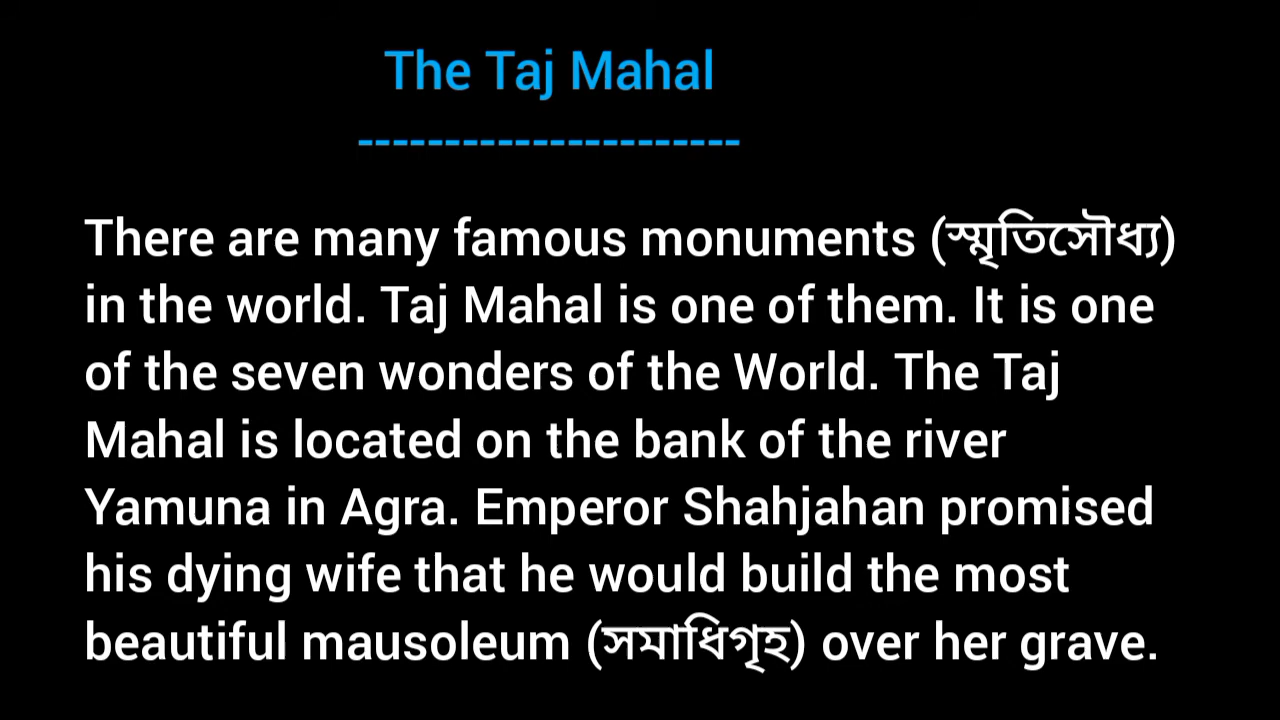 The Taj Mahal
----------------------
There are many famous monuments (স্মৃতিসৌধ্য)
in the world. Taj Mahal is one of them. It is one
of the seven wonders of the World. The Taj
Mahal is located on the bank of the river
Yamuna in Agra. Emperor Shahjahan promised
his dying wife that he would build the most
beautiful mausoleum (সমাধিগৃহ) over her grave.